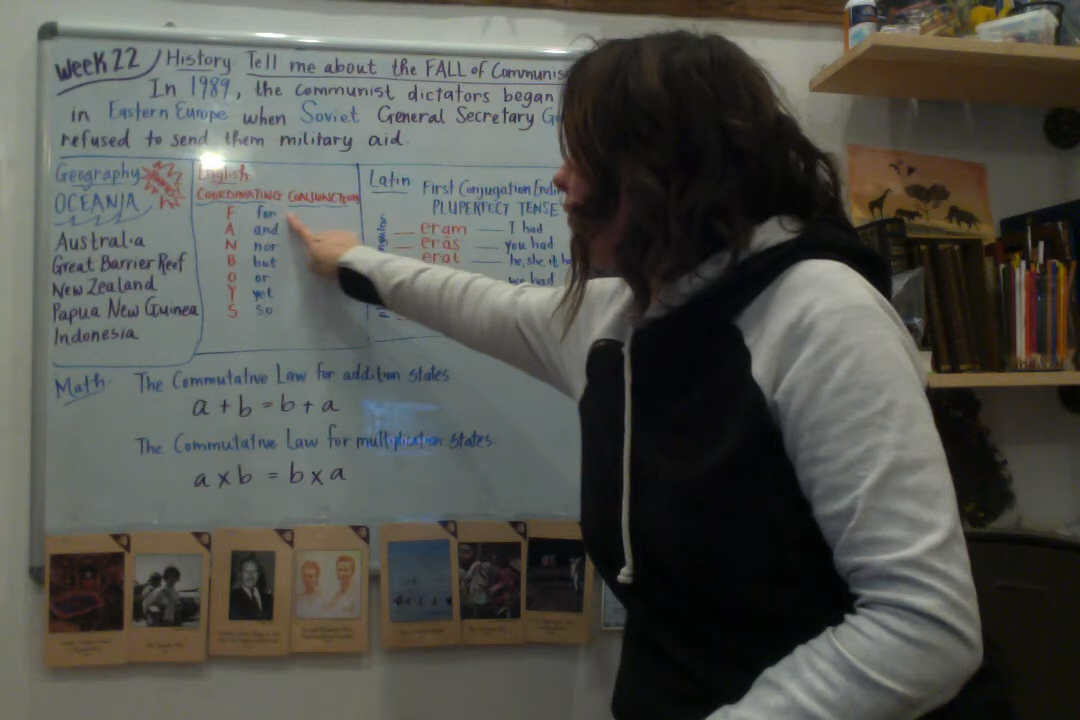 Week 22 / History Tell me about the FALL of Communis
In 1989, the communist dictators began
in Eastern Europe when Soviet General Secretary G
refused to send them military aid.
Geography
OCEANIA
Australia
Great Barrier Reef
New Zealand
Papua New Guinea
Indonesia
English
COORDINATING CONJUNCTION
F for
A and
N nor
B but
O or
Y yet
S so
Latin First Conjugation Endin
PLUPERFECT TENSE
eram I had
eras you had
erat he, she, it ha
we had
Math. The Commutative Law for addition states
a + b = b + a
The Commutative Law for multiplication states.
a x b = b x a